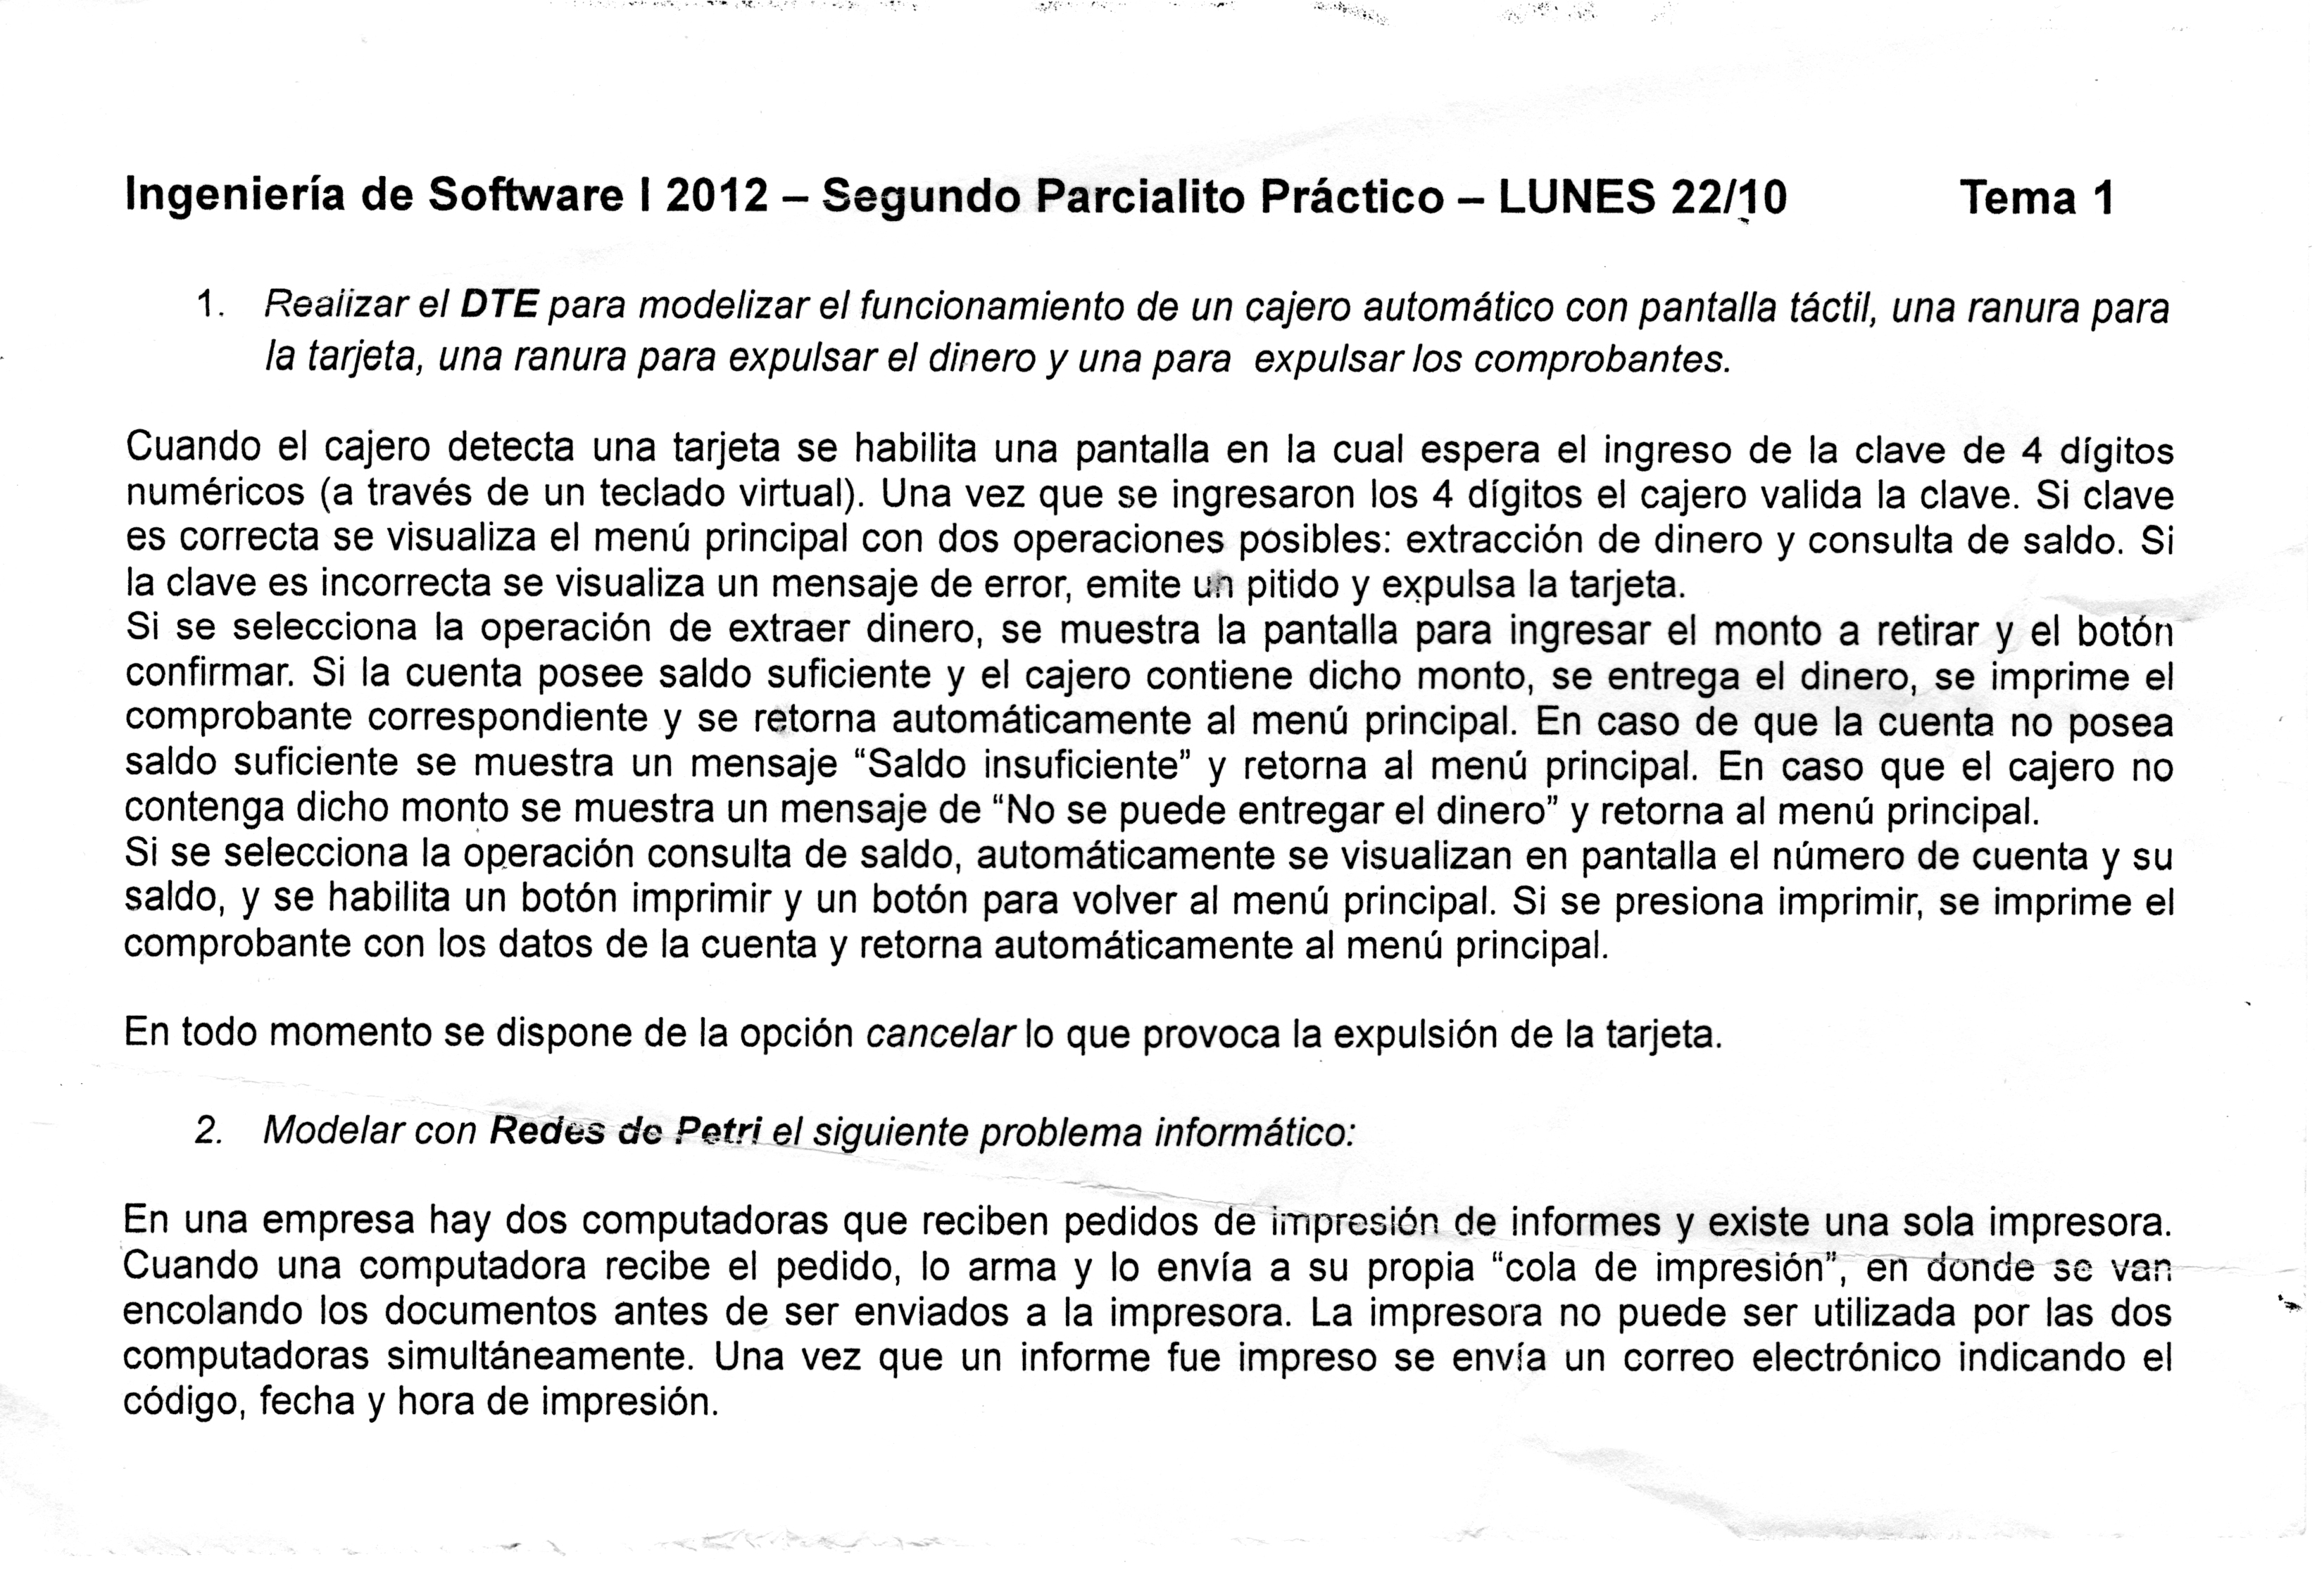 Ingeniería de Software I 2012 – Segundo Parcialito Práctico – LUNES 22/10 Tema 1
1. Realizar el DTE para modelizar el funcionamiento de un cajero automático con pantalla táctil, una ranura para
la tarjeta, una ranura para expulsar el dinero y una para expulsar los comprobantes.
Cuando el cajero detecta una tarjeta se habilita una pantalla en la cual espera el ingreso de la clave de 4 dígitos
numéricos (a través de un teclado virtual). Una vez que se ingresaron los 4 dígitos el cajero valida la clave. Si clave
es correcta se visualiza el menú principal con dos operaciones posibles: extracción de dinero y consulta de saldo. Si
la clave es incorrecta se visualiza un mensaje de error, emite un pitido y expulsa la tarjeta.
Si se selecciona la operación de extraer dinero, se muestra la pantalla para ingresar el monto a retirar y el botón
confirmar. Si la cuenta posee saldo suficiente y el cajero contiene dicho monto, se entrega el dinero, se imprime el
comprobante correspondiente y se retorna automáticamente al menú principal. En caso de que la cuenta no posea
saldo suficiente se muestra un mensaje “Saldo insuficiente” y retorna al menú principal. En caso que el cajero no
contenga dicho monto se muestra un mensaje de “No se puede entregar el dinero” y retorna al menú principal.
Si se selecciona la operación consulta de saldo, automáticamente se visualizan en pantalla el número de cuenta y su
saldo, y se habilita un botón imprimir y un botón para volver al menú principal. Si se presiona imprimir, se imprime el
comprobante con los datos de la cuenta y retorna automáticamente al menú principal.
En todo momento se dispone de la opción cancelar lo que provoca la expulsión de la tarjeta.
2. Modelar con Redes de Petri el siguiente problema informático:
En una empresa hay dos computadoras que reciben pedidos de impresión de informes y existe una sola impresora.
Cuando una computadora recibe el pedido, lo arma y lo envía a su propia “cola de impresión”, en donde se van
encolando los documentos antes de ser enviados a la impresora. La impresora no puede ser utilizada por las dos
computadoras simultáneamente. Una vez que un informe fue impreso se envía un correo electrónico indicando el
código, fecha y hora de impresión.